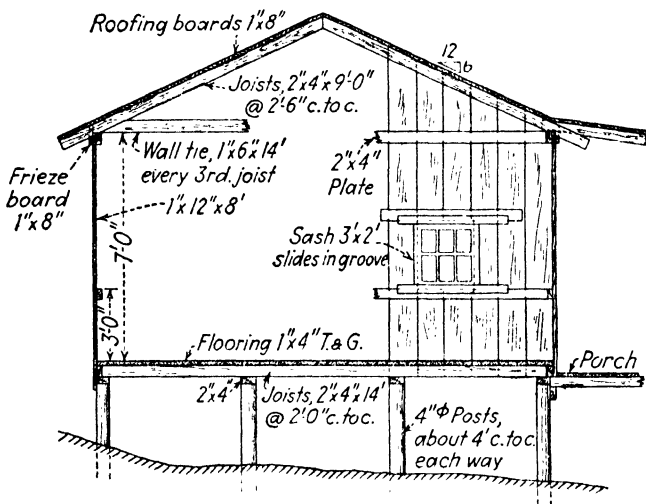 Roofing boards 1"x8"
12
6
Joists, 2"x4"x9'-0"
@ 2'-6" c. to c.
Wall tie, 1"x6"x14'
every 3rd. joist
2"x4"
Plate
Frieze
board
1"x8"
1"x12"x8'
7'-0"
Sash 3'x2'
slides in groove
3'-0"
Flooring 1"x4" T. & G.
Porch
2"x4"
Joists, 2"x4"x14'
@ 2'-0" c. to c.
4"Φ Posts,
about 4' c. to c.
each way